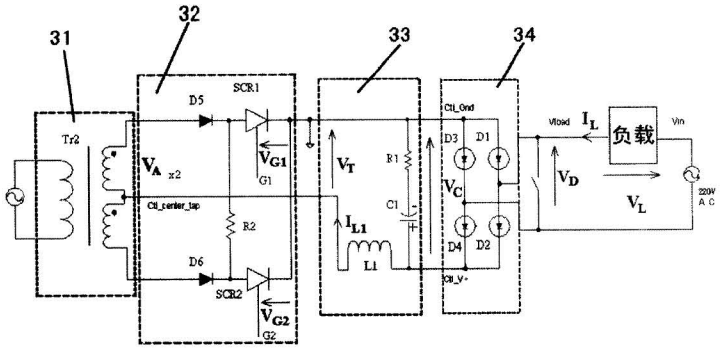 31
32
33
34
SCR1
D5
Tr2
V_A x2
V_G1
G1
Ctl_center_tap
R2
D6
SCR2
V_G2
G2
V_T
R1
C1
I_L1
L1
Ctl_Gnd
D3
D1
V_C
D4
D2
Ctl_V+
Vload
I_L
负载
Vin
V_D
V_L
220V
A C